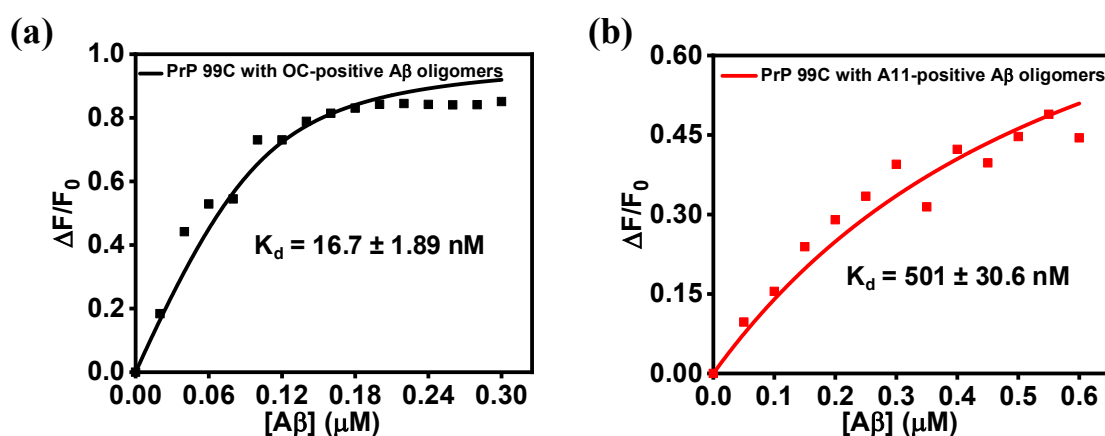 (a)
1.0
0.8
0.6
0.4
0.2
0.0
ΔF/F0
PrP 99C with OC-positive Aβ oligomers
Kd = 16.7 ± 1.89 nM
0.00 0.06 0.12 0.18 0.24 0.30
[Aβ] (μM)
(b)
0.60
0.45
0.30
0.15
0.00
ΔF/F0
PrP 99C with A11-positive Aβ oligomers
Kd = 501 ± 30.6 nM
0.0 0.1 0.2 0.3 0.4 0.5 0.6
[Aβ] (μM)